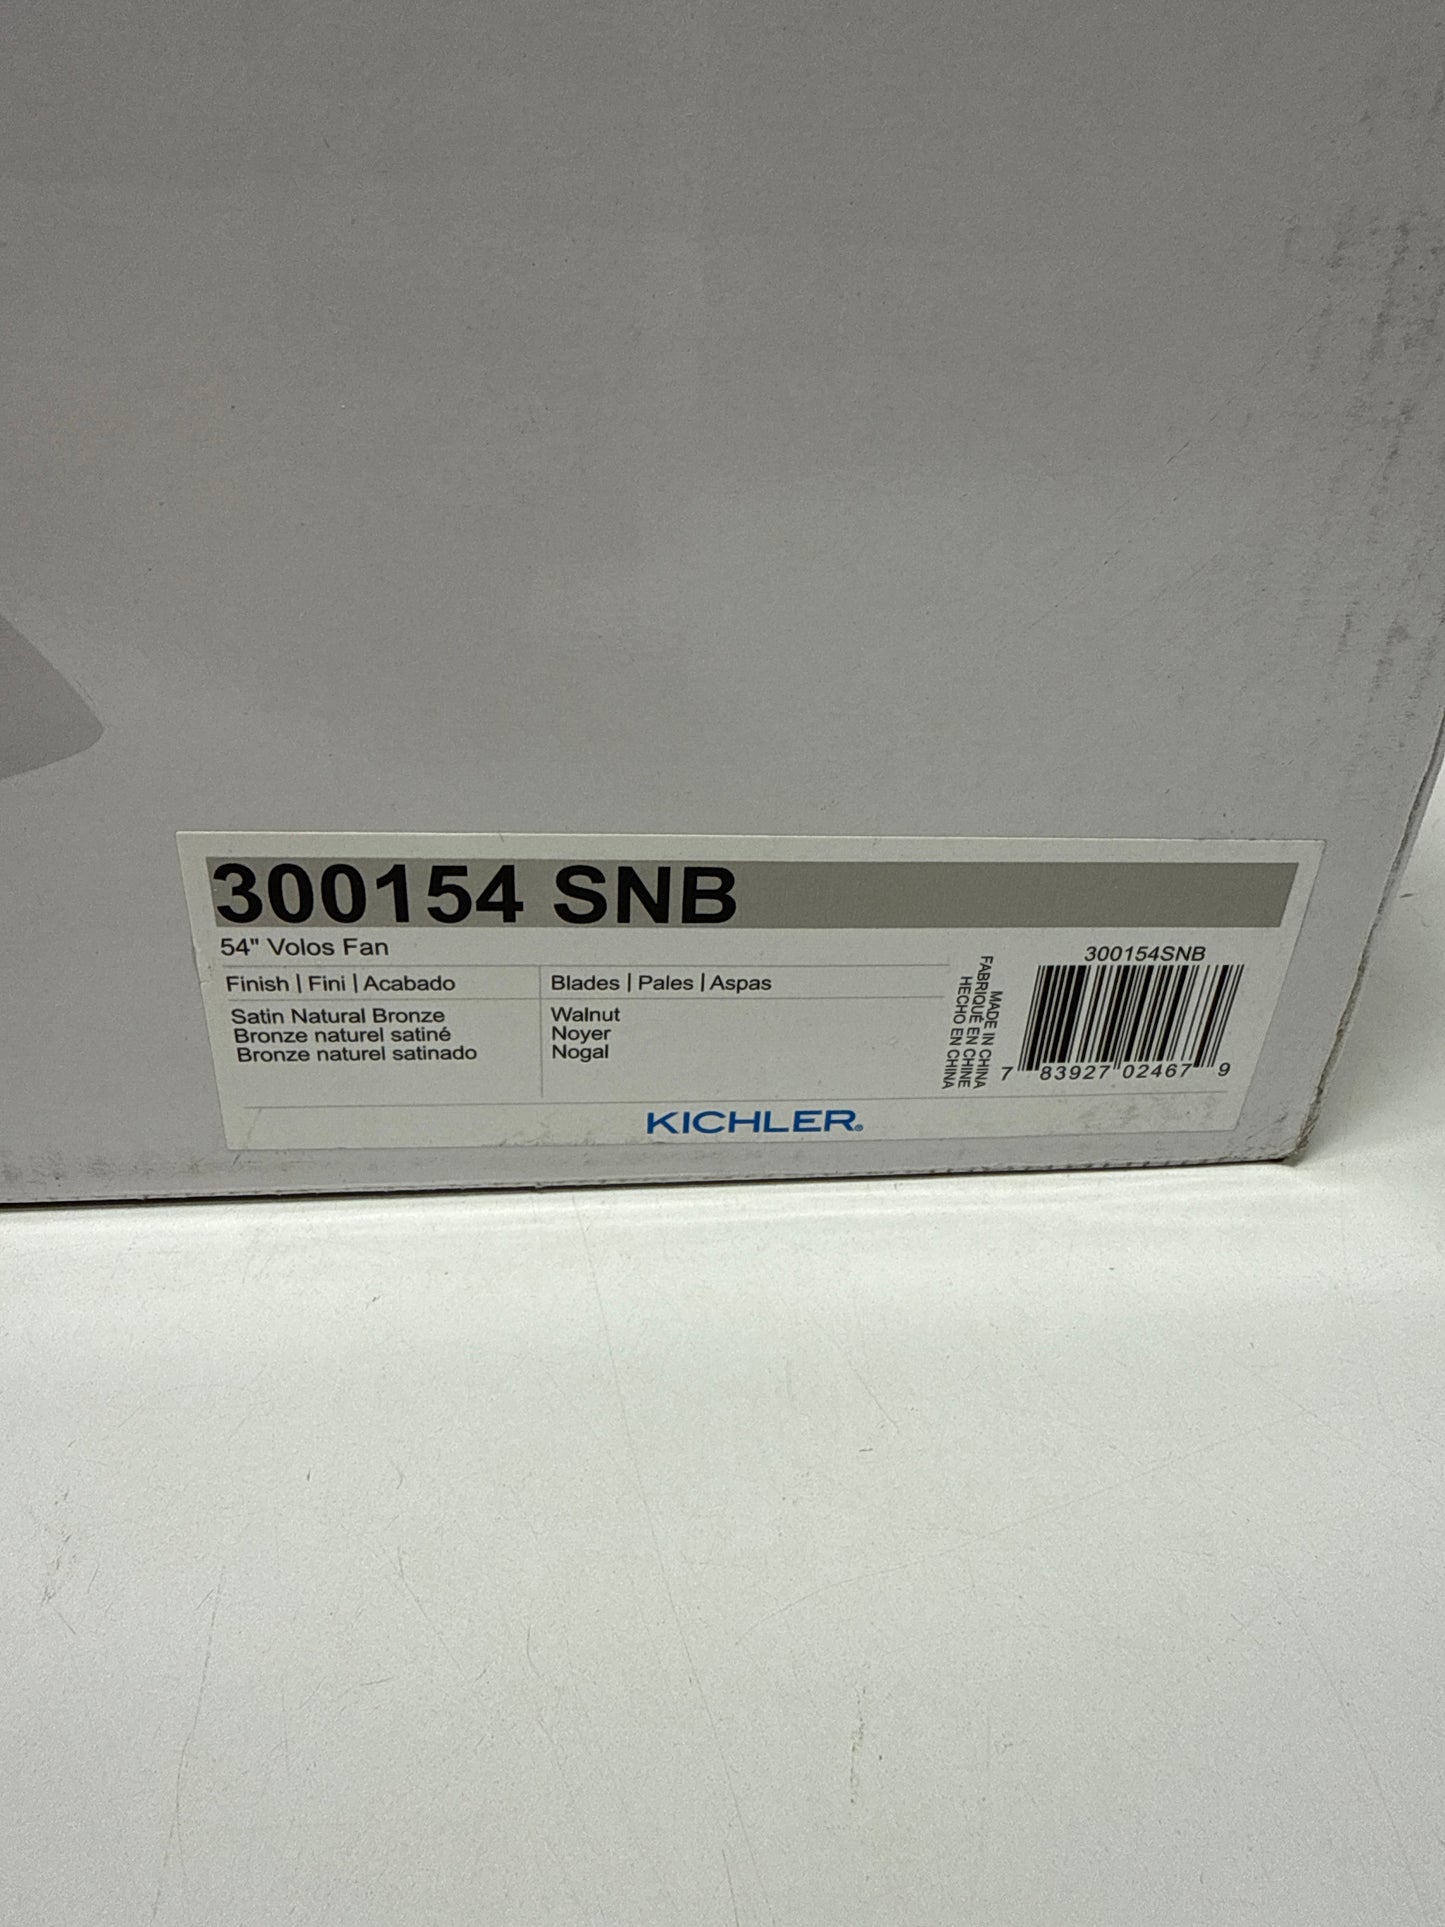 300154 SNB
54" Volos Fan
Finish | Fini | Acabado
Satin Natural Bronze
Bronze naturel satiné
Bronze naturel satinado
Blades | Pales | Aspas
Walnut
Noyer
Nogal
MADE IN CHINA
FABRIQUÉ EN CHINE
HECHO EN CHINA
300154SNB
7 83927 02467 9
KICHLER®